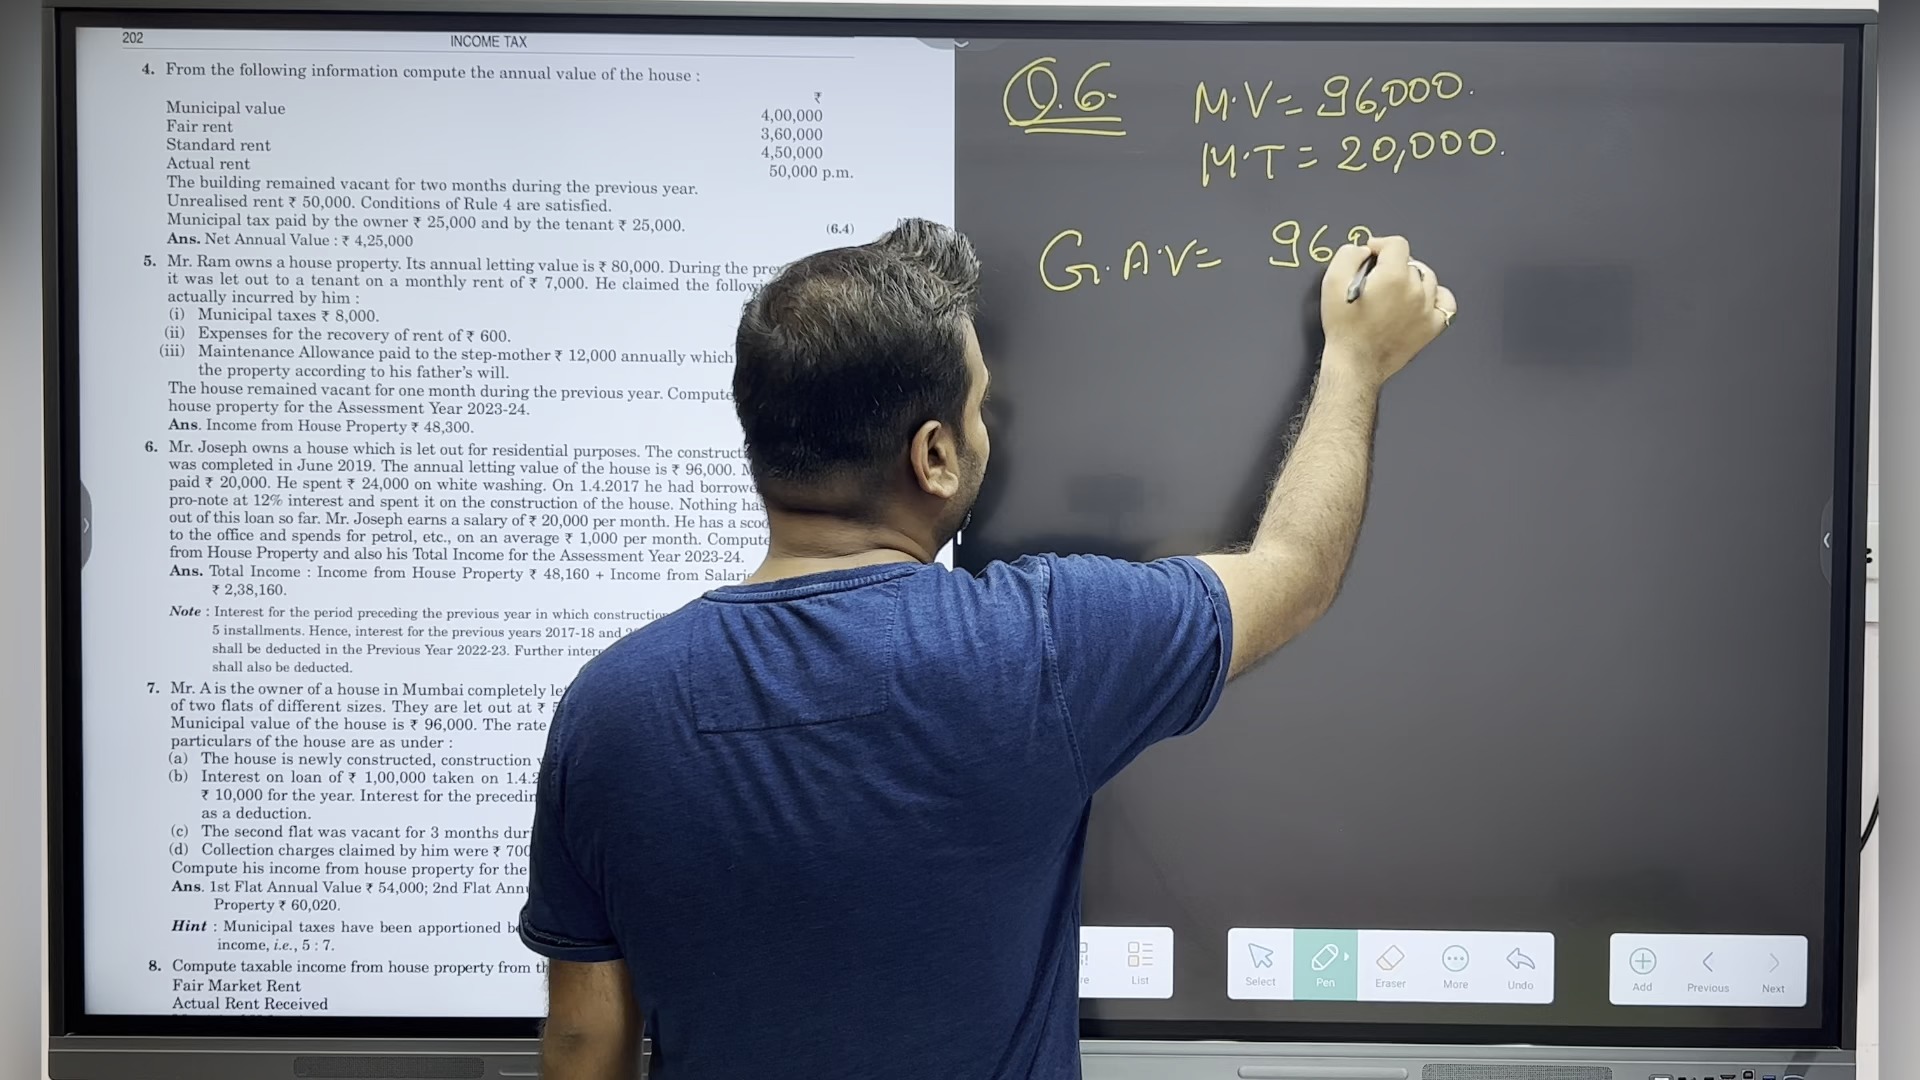 202
INCOME TAX
4. From the following information compute the annual value of the house :
₹
Municipal value 4,00,000
Fair rent 3,60,000
Standard rent 4,50,000
Actual rent 50,000 p.m.
The building remained vacant for two months during the previous year.
Unrealised rent ₹ 50,000. Conditions of Rule 4 are satisfied.
Municipal tax paid by the owner ₹ 25,000 and by the tenant ₹ 25,000.
(6.4)
Ans. Net Annual Value : ₹ 4,25,000
5. Mr. Ram owns a house property. Its annual letting value is ₹ 80,000. During the
it was let out to a tenant on a monthly rent of ₹ 7,000. He claimed the
actually incurred by him :
(i) Municipal taxes ₹ 8,000.
(ii) Expenses for the recovery of rent of ₹ 600.
(iii) Maintenance Allowance paid to the step-mother ₹ 12,000 annually which
the property according to his father's will.
The house remained vacant for one month during the previous year. Compute
house property for the Assessment Year 2023-24.
Ans. Income from House Property ₹ 48,300.
6. Mr. Joseph owns a house which is let out for residential purposes. The
was completed in June 2019. The annual letting value of the house is ₹ 96,000.
paid ₹ 20,000. He spent ₹ 24,000 on white washing. On 1.4.2017 he had
pro-note at 12% interest and spent it on the construction of the house. Nothing
out of this loan so far. Mr. Joseph earns a salary of ₹ 20,000 per month. He has a
to the office and spends for petrol, etc., on an average ₹ 1,000 per month. Compute
from House Property and also his Total Income for the Assessment Year 2023-24.
Ans. Total Income : Income from House Property ₹ 48,160 + Income from
₹ 2,38,160.
Note : Interest for the period preceding the previous year in which
5 installments. Hence, interest for the previous years 2017-18 and
shall be deducted in the Previous Year 2022-23. Further
shall also be deducted.
7. Mr. A is the owner of a house in Mumbai completely
of two flats of different sizes. They are let out at ₹
Municipal value of the house is ₹ 96,000. The rate
particulars of the house are as under :
(a) The house is newly constructed, construction
(b) Interest on loan of ₹ 1,00,000 taken on
₹ 10,000 for the year. Interest for the
as a deduction.
(c) The second flat was vacant for 3 months
(d) Collection charges claimed by him were ₹
Compute his income from house property for the
Ans. 1st Flat Annual Value ₹ 54,000; 2nd Flat
Property ₹ 60,020.
Hint : Municipal taxes have been apportioned
income, i.e., 5 : 7.
8. Compute taxable income from house property from
Fair Market Rent
Actual Rent Received
Q.6. M.V = 96,000.
M.T = 20,000.
G.A.V = 960
List
Select
Pen
Eraser
More
Undo
Add
Previous
Next